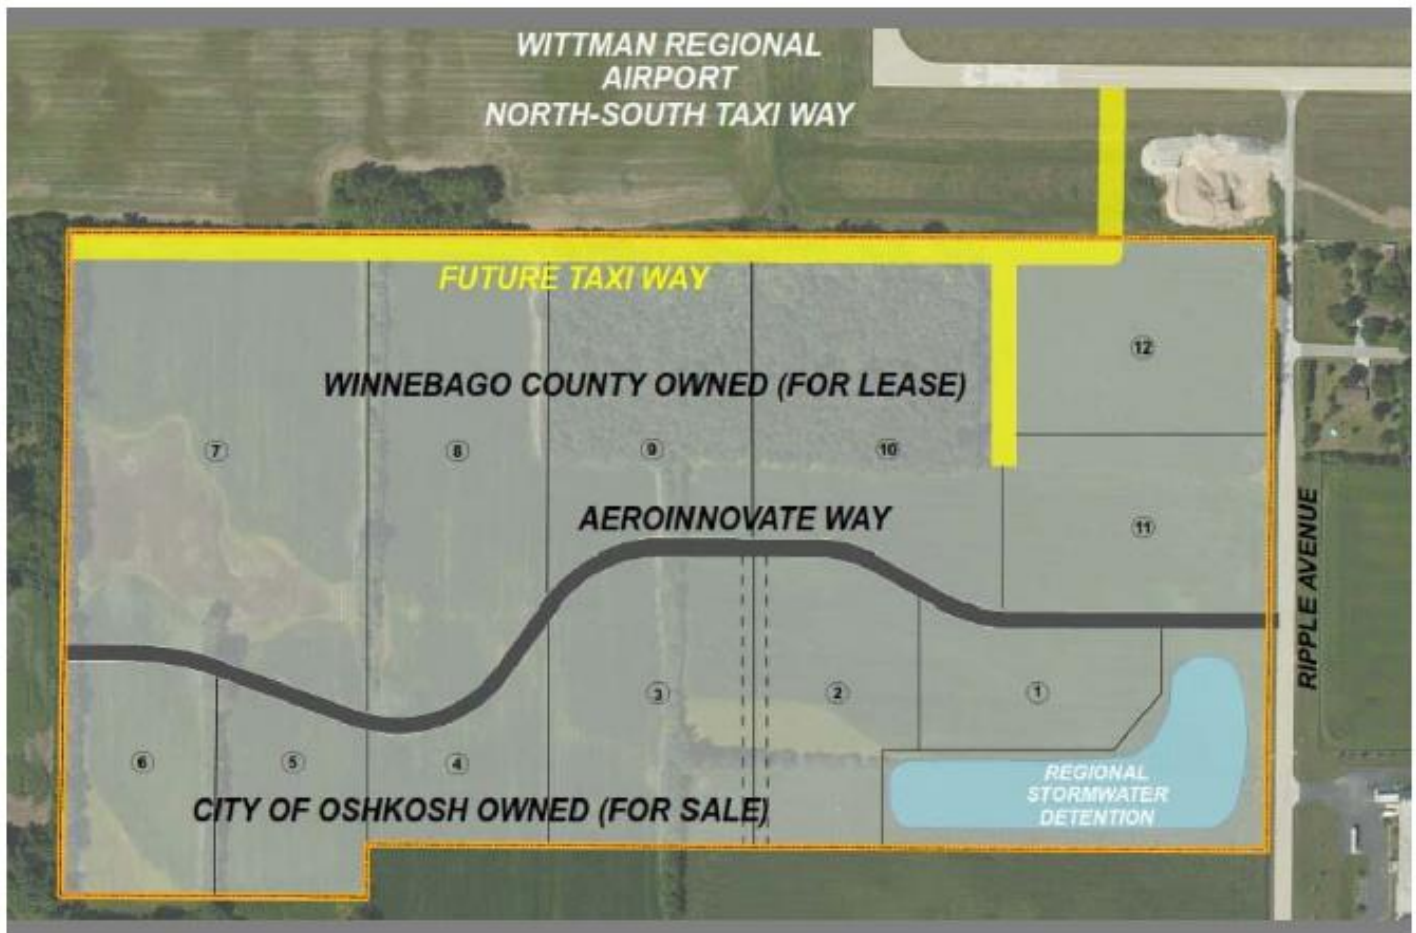 WITTMAN REGIONAL
AIRPORT
NORTH-SOUTH TAXI WAY
FUTURE TAXI WAY
12
WINNEBAGO COUNTY OWNED (FOR LEASE)
7
8
9
10
AEROINNOVATE WAY
11
RIPPLE AVENUE
3
2
1
6
5
4
REGIONAL
STORMWATER
DETENTION
CITY OF OSHKOSH OWNED (FOR SALE)